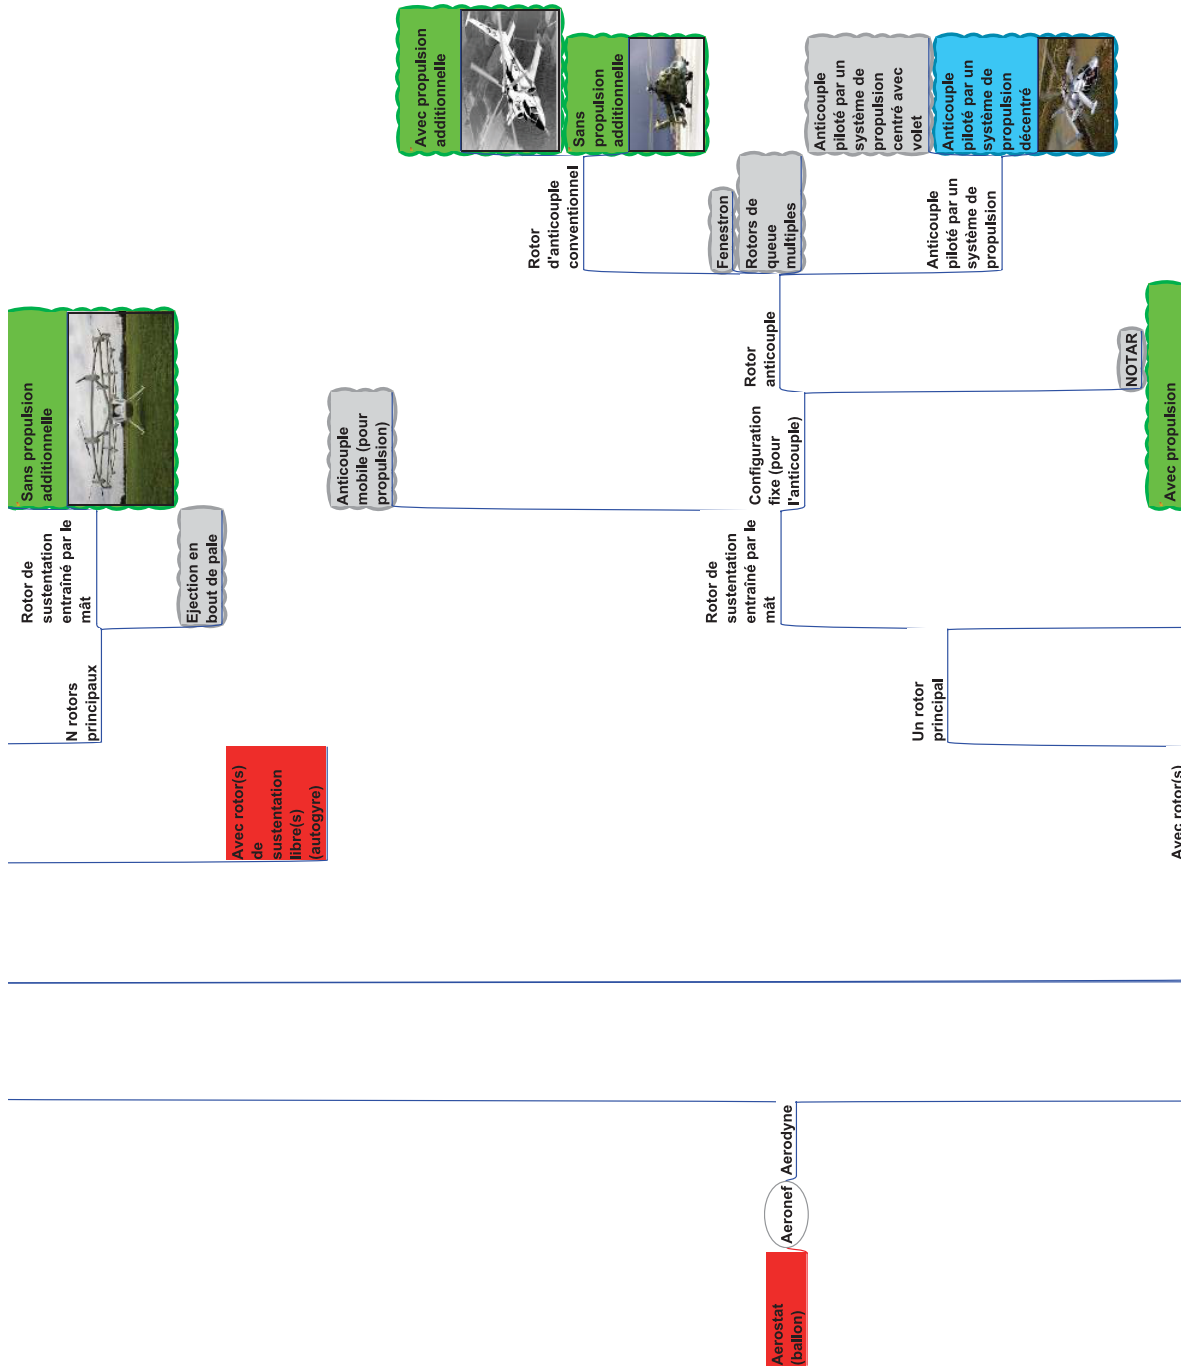 Sans propulsion
additionnelle
Rotor de
sustentation
entraîné par le
mât
Ejection en
bout de pale
N rotors
principaux
Avec rotor(s)
de
sustentation
libre(s)
(autogyre)
Anticouple
mobile (pour
propulsion)
Avec propulsion
additionnelle
Sans
propulsion
additionnelle
Rotor
d'anticouple
conventionnel
Fenestron
Rotors de
queue
multiples
Anticouple
piloté par un
système de
propulsion
centré avec
volet
Anticouple
piloté par un
système de
propulsion
décentré
Anticouple
piloté par un
système de
propulsion
Rotor
anticouple
NOTAR
Configuration
fixe (pour
l'anticouple)
Rotor de
sustentation
entraîné par le
mât
Un rotor
principal
Avec propulsion
Avec rotor(s)
Aerodyne
Aeronef
Aerostat
(ballon)